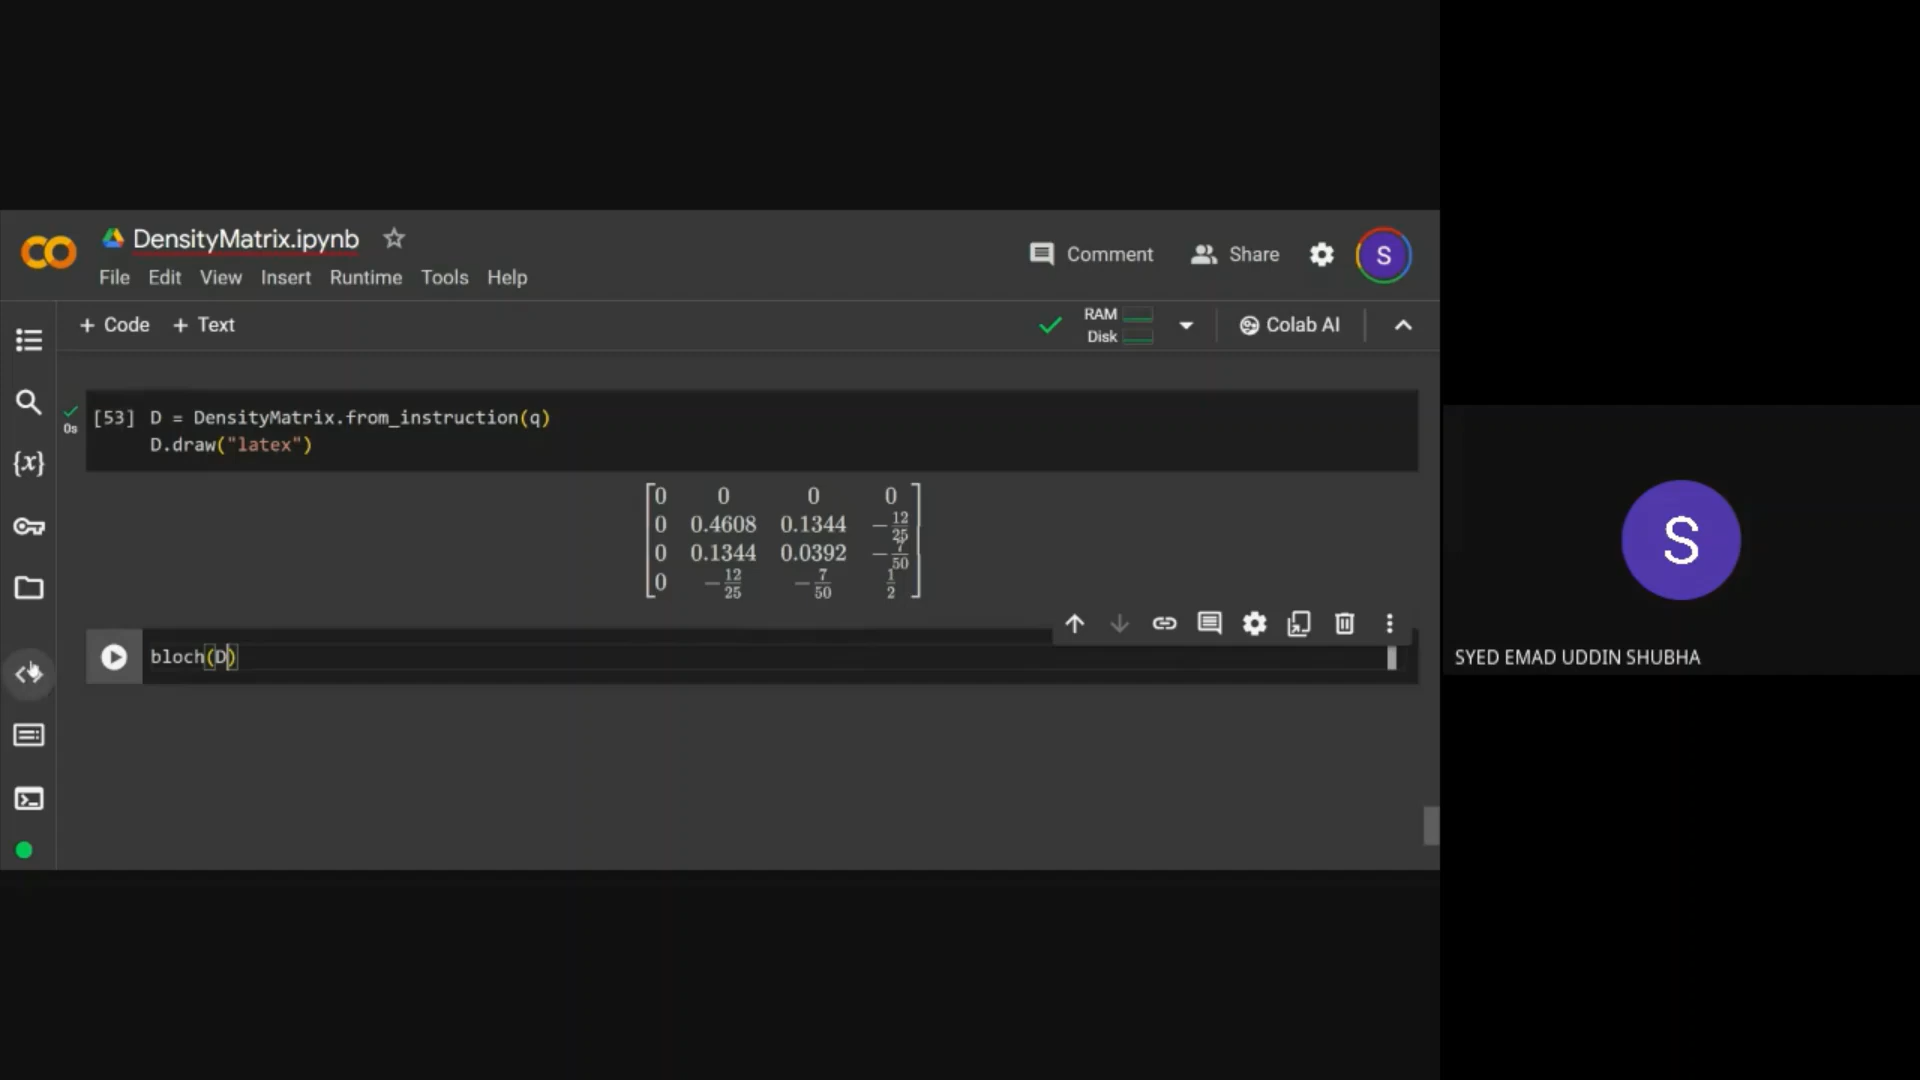 DensityMatrix.ipynb
File Edit View Insert Runtime Tools Help
Comment Share S
+ Code + Text
RAM
Disk
Colab AI
{x}
0s
[53] D = DensityMatrix.from_instruction(q)
D.draw("latex")
0 0 0 0
0 0.4608 0.1344 −12/25
0 0.1344 0.0392 −7/50
0 −12/25 −7/50 1/2
bloch(D)
S
SYED EMAD UDDIN SHUBHA